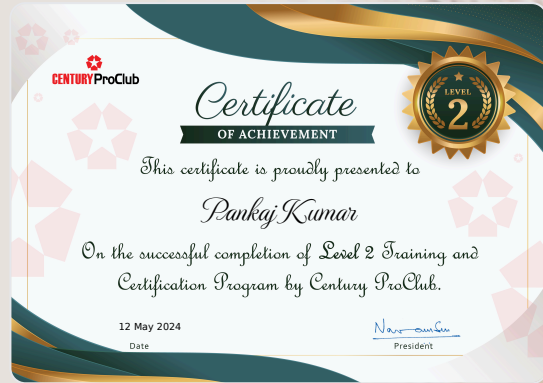 CENTURY ProClub
Certificate
OF ACHIEVEMENT
LEVEL
2
This certificate is proudly presented to
Pankaj Kumar
On the successful completion of Level 2 Training and
Certification Program by Century ProClub.
12 May 2024
Date
President